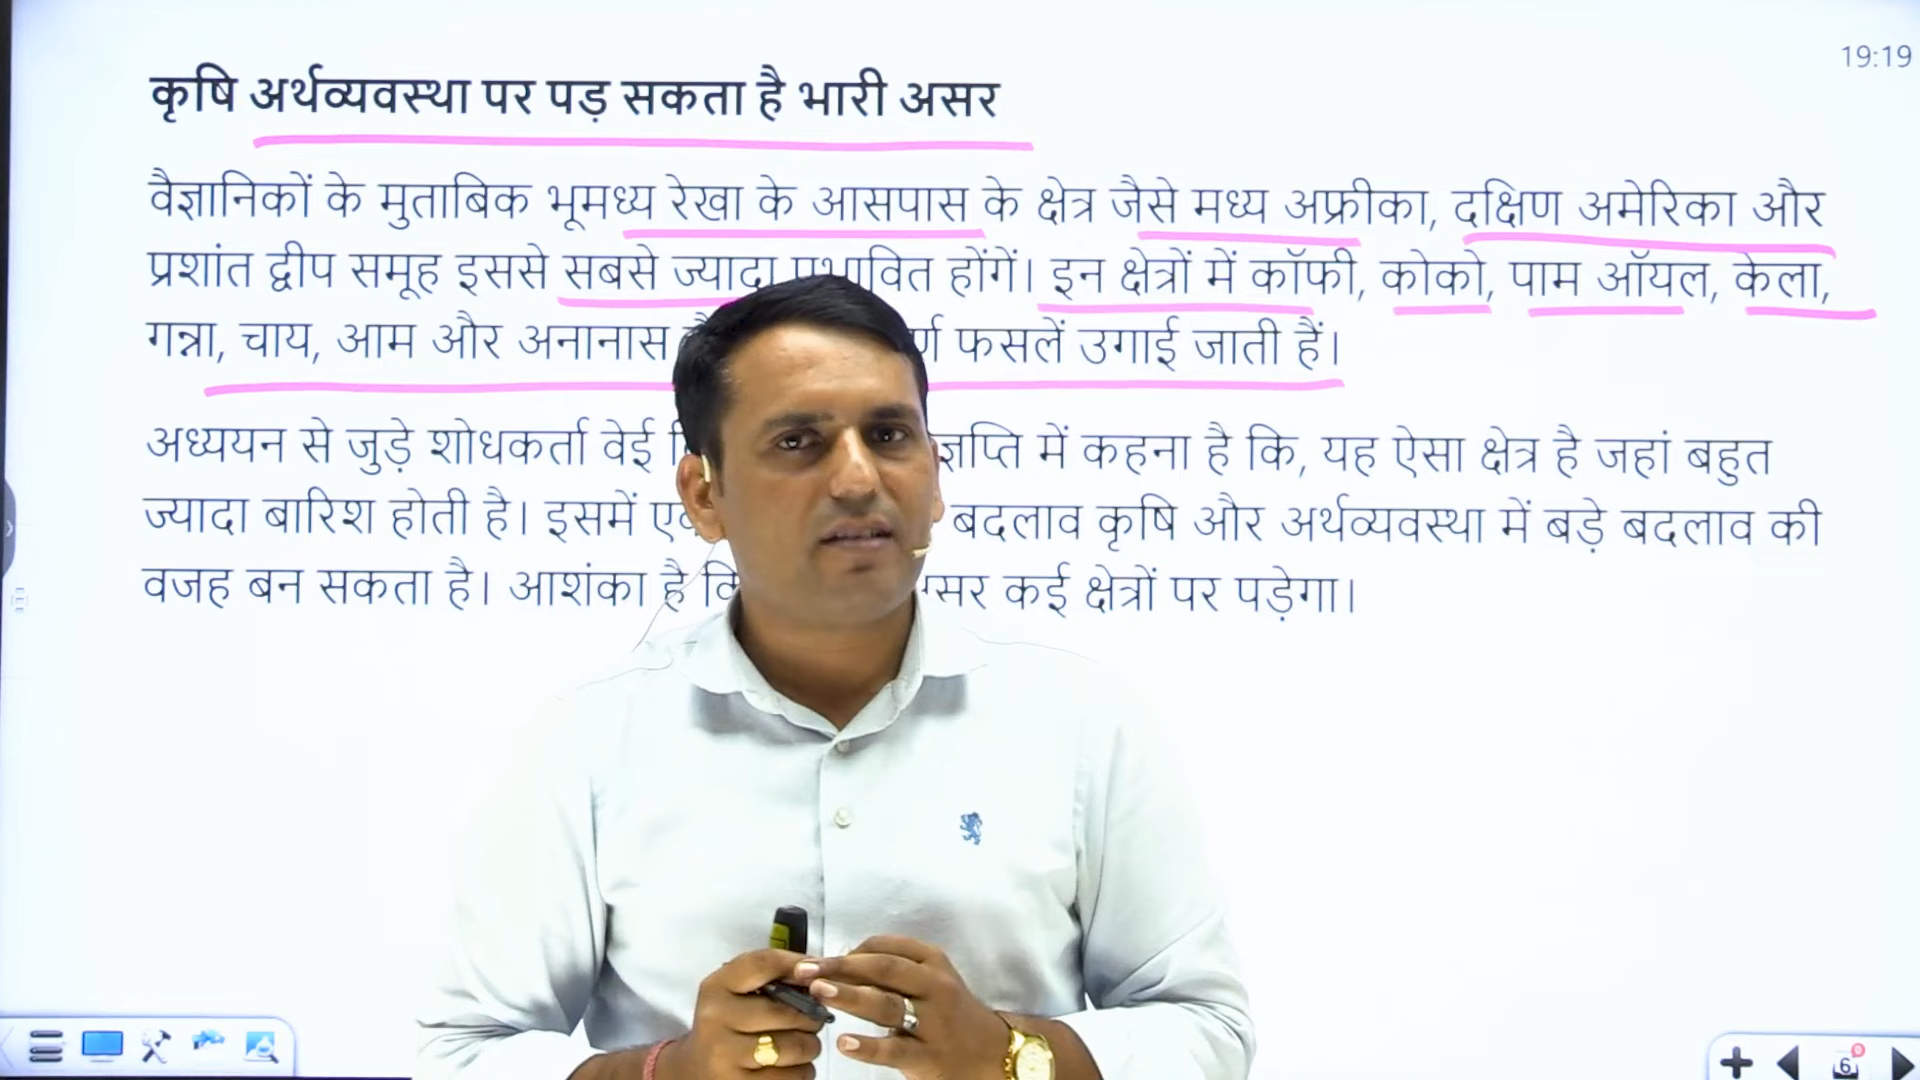 19:19
कृषि अर्थव्यवस्था पर पड़ सकता है भारी असर
वैज्ञानिकों के मुताबिक भूमध्य रेखा के आसपास के क्षेत्र जैसे मध्य अफ्रीका, दक्षिण अमेरिका और
प्रशांत द्वीप समूह इससे सबसे ज्यादा प्रभावित होंगें। इन क्षेत्रों में कॉफी, कोको, पाम ऑयल, केला,
गन्ना, चाय, आम और अनानास फसलें उगाई जाती हैं।
अध्ययन से जुड़े शोधकर्ता वेई में कहना है कि, यह ऐसा क्षेत्र है जहां बहुत
ज्यादा बारिश होती है। इसमें बदलाव कृषि और अर्थव्यवस्था में बड़े बदलाव की
वजह बन सकता है। आशंका है कई क्षेत्रों पर पड़ेगा।
6